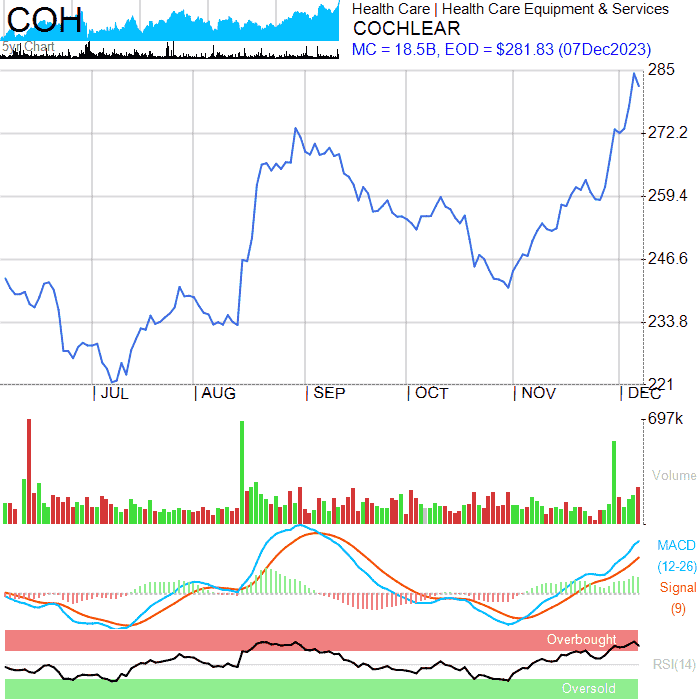 COH
5yr Chart
Health Care | Health Care Equipment & Services
COCHLEAR
MC = 18.5B, EOD = $281.83 (07Dec2023)
285
272.2
259.4
246.6
233.8
221
| JUL | AUG | SEP | OCT | NOV | DEC
697k
Volume
MACD
(12-26)
Signal
(9)
Overbought
RSI(14)
Oversold